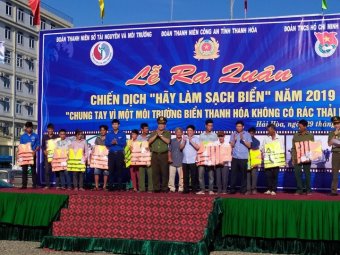 ĐOÀN THANH NIÊN SỞ TÀI NGUYÊN VÀ MÔI TRƯỜNG ĐOÀN THANH NIÊN CÔNG AN TỈNH THANH HÓA ĐOÀN TNCS HỒ CHÍ MINH
Lễ Ra Quân
CHIẾN DỊCH "HÃY LÀM SẠCH BIỂN" NĂM 2019
"CHUNG TAY VÌ MỘT MÔI TRƯỜNG BIỂN THANH HÓA KHÔNG CÓ RÁC THẢI
Hải Hòa, 29